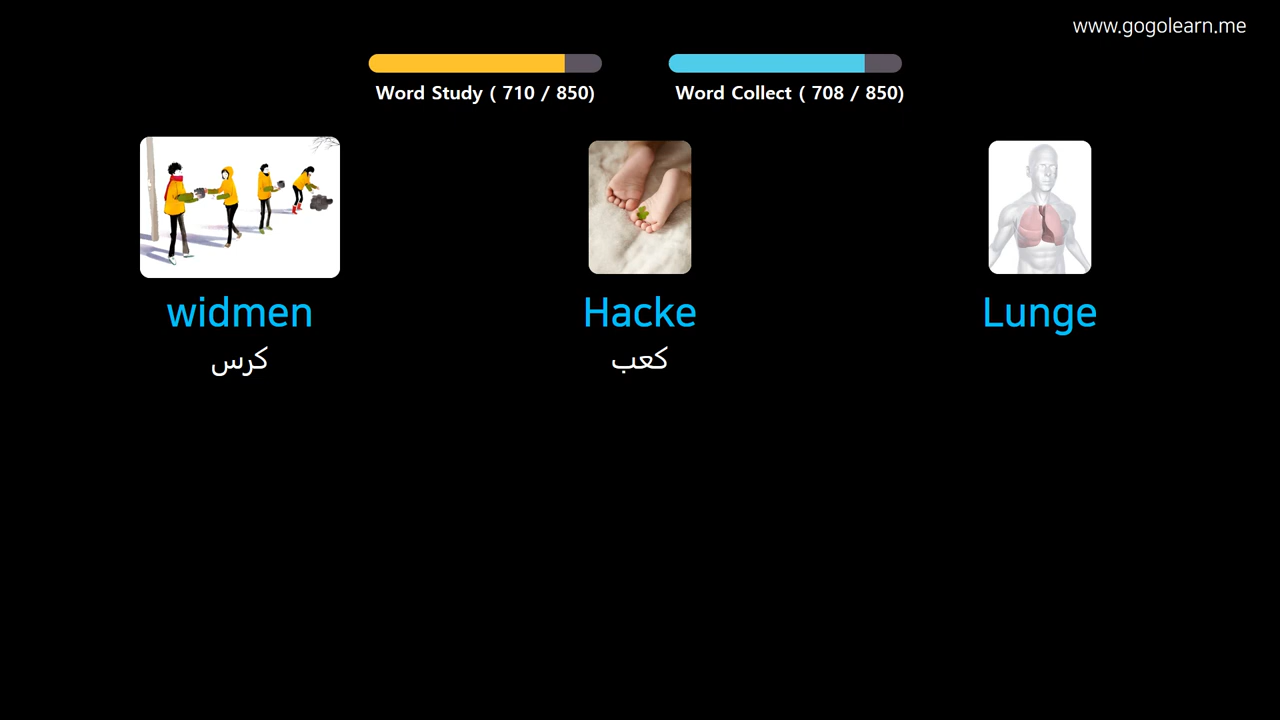 www.gogolearn.me
Word Study ( 710 / 850)
Word Collect ( 708 / 850)
widmen
Hacke
Lunge
كرس
كعب